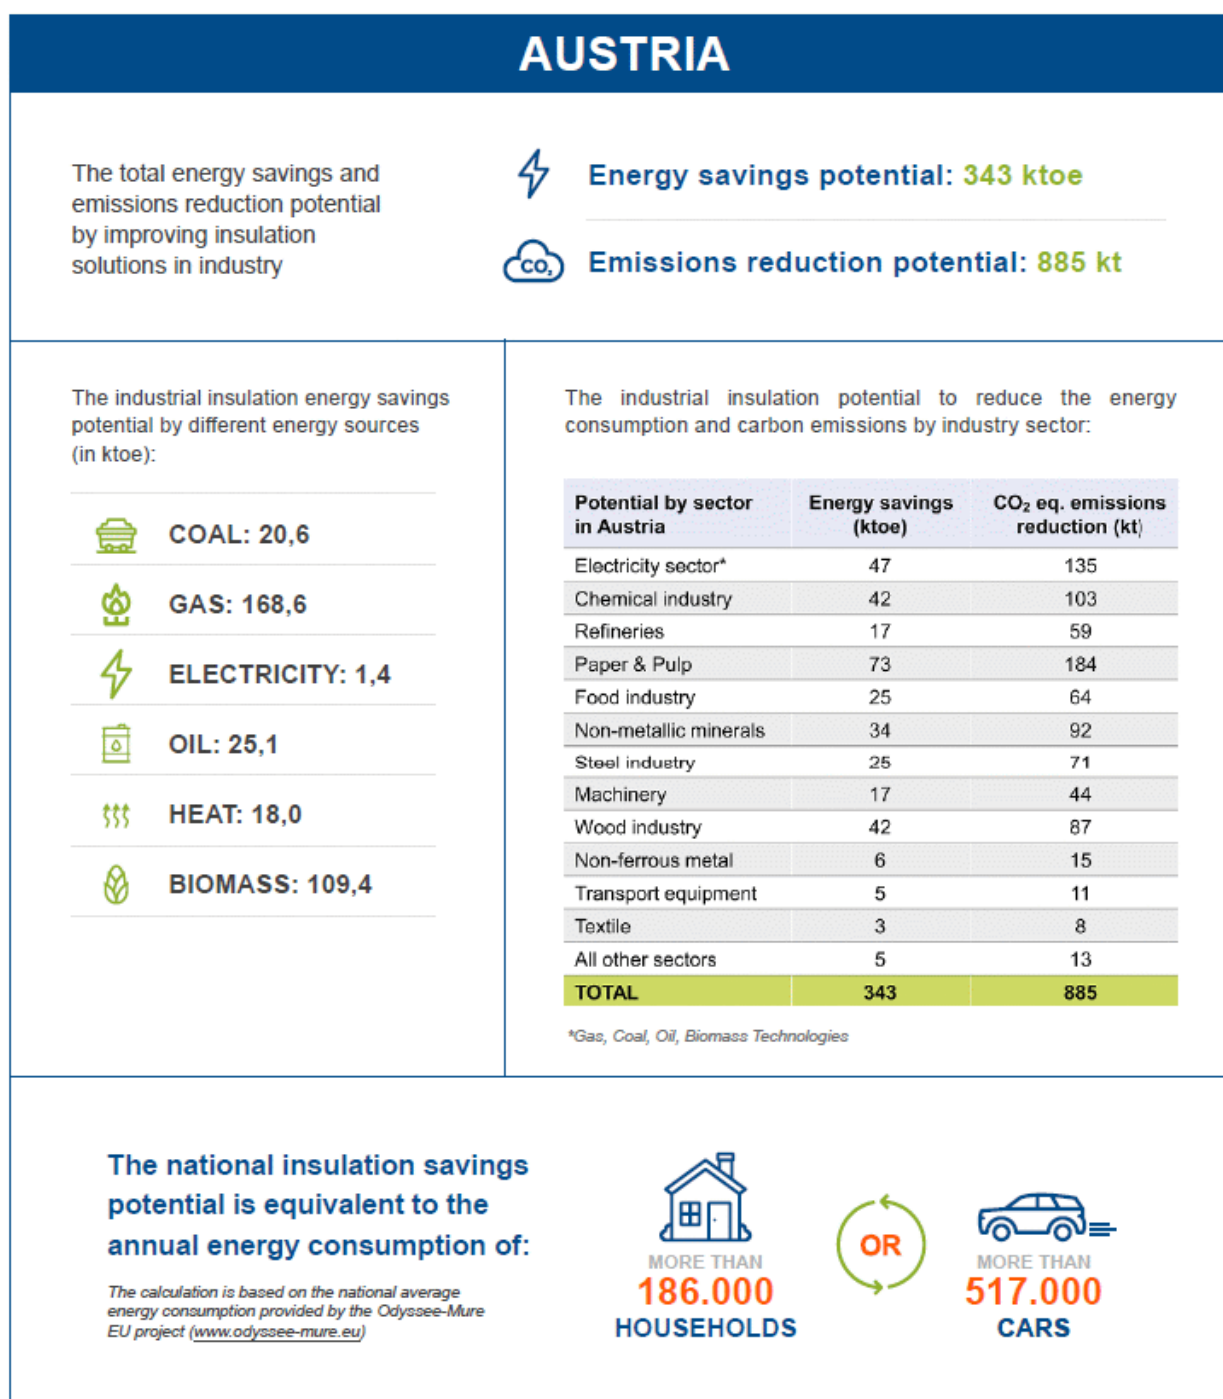 AUSTRIA
The total energy savings and
emissions reduction potential
by improving insulation
solutions in industry
Energy savings potential: 343 ktoe
CO₂
Emissions reduction potential: 885 kt
The industrial insulation energy savings
potential by different energy sources
(in ktoe):
COAL: 20,6
GAS: 168,6
ELECTRICITY: 1,4
OIL: 25,1
HEAT: 18,0
BIOMASS: 109,4
The industrial insulation potential to reduce the energy
consumption and carbon emissions by industry sector:
Potential by sector in Austria Energy savings (ktoe) CO₂ eq. emissions reduction (kt)
Electricity sector* 47 135
Chemical industry 42 103
Refineries 17 59
Paper & Pulp 73 184
Food industry 25 64
Non-metallic minerals 34 92
Steel industry 25 71
Machinery 17 44
Wood industry 42 87
Non-ferrous metal 6 15
Transport equipment 5 11
Textile 3 8
All other sectors 5 13
TOTAL 343 885
*Gas, Coal, Oil, Biomass Technologies
The national insulation savings
potential is equivalent to the
annual energy consumption of:
The calculation is based on the national average
energy consumption provided by the Odyssee-Mure
EU project (www.odyssee-mure.eu)
MORE THAN
186.000
HOUSEHOLDS
OR
MORE THAN
517.000
CARS